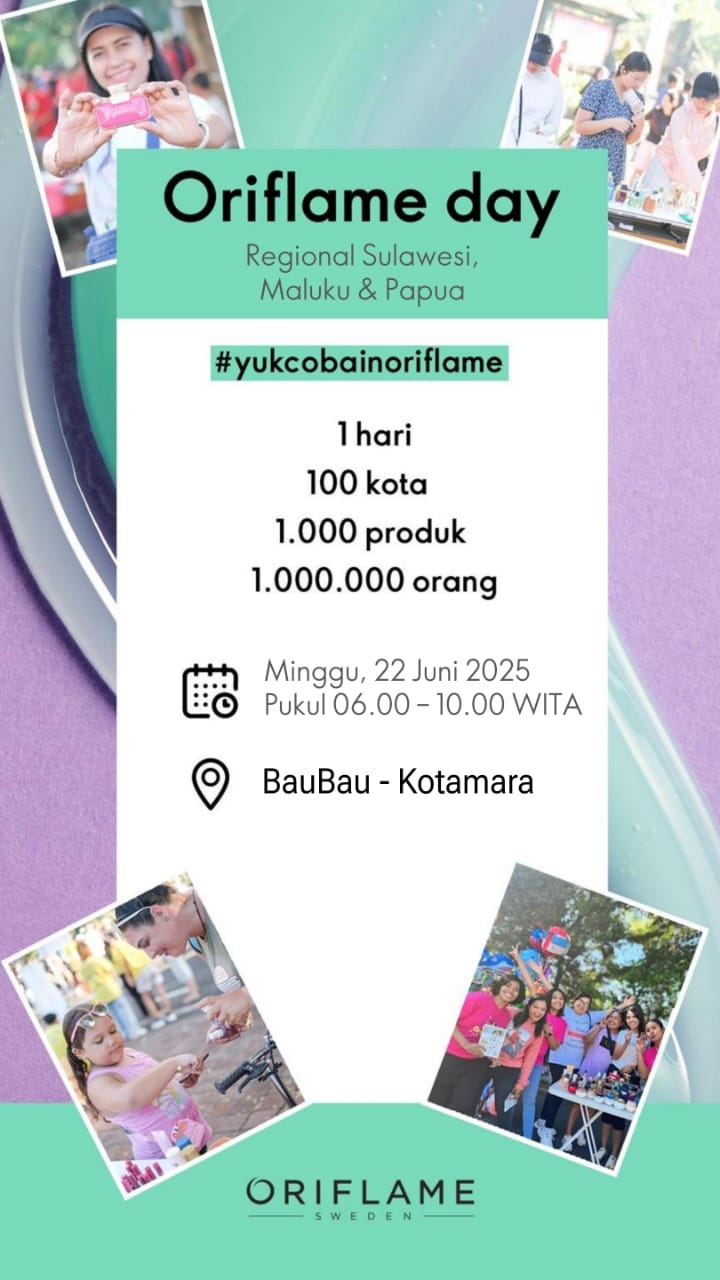 Oriflame day
Regional Sulawesi,
Maluku & Papua
#yukcobainoriflame
1 hari
100 kota
1.000 produk
1.000.000 orang
Minggu, 22 Juni 2025
Pukul 06.00 – 10.00 WITA
BauBau - Kotamara
ORIFLAME
SWEDEN